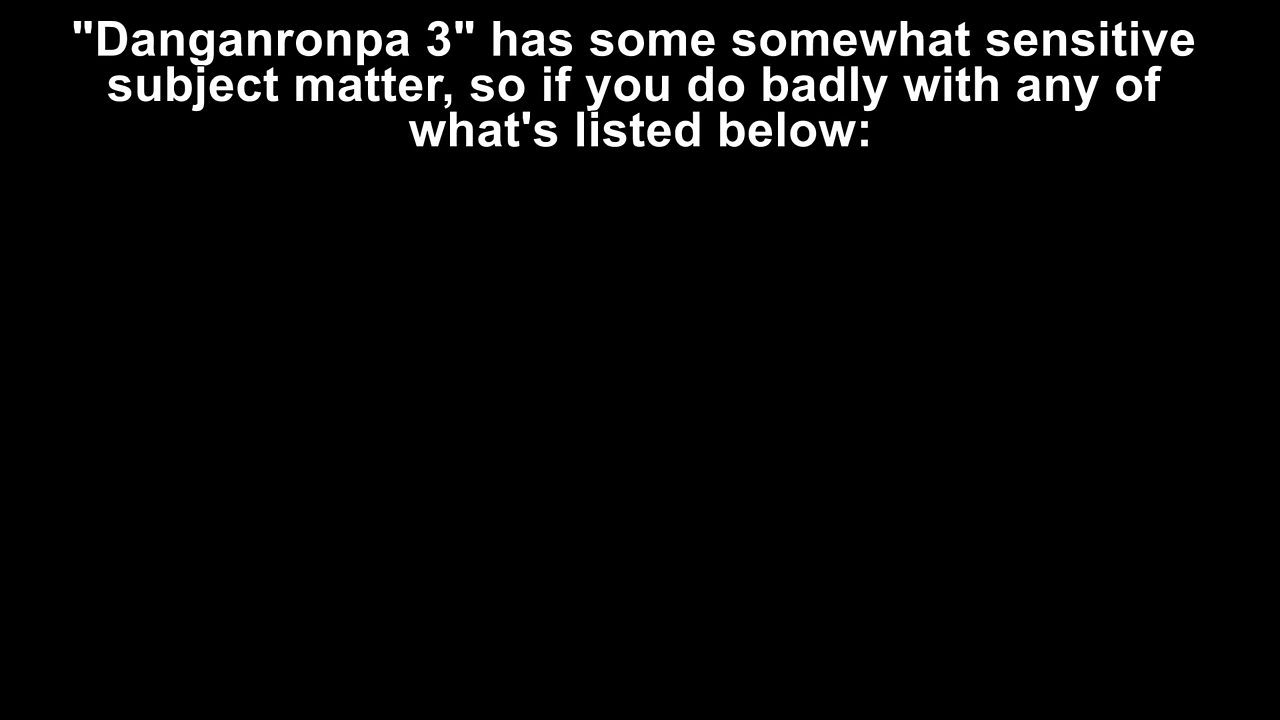 "Danganronpa 3" has some somewhat sensitive
subject matter, so if you do badly with any of
what's listed below: